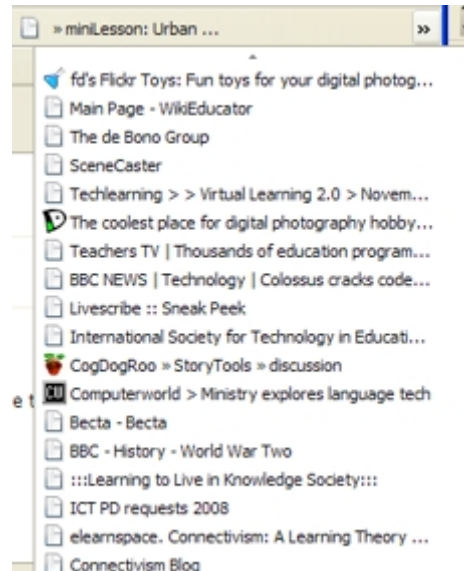 » miniLesson: Urban ... »
fd's Flickr Toys: Fun toys for your digital photog...
Main Page - WikiEducator
The de Bono Group
SceneCaster
Techlearning > > Virtual Learning 2.0 > Novem...
The coolest place for digital photography hobby...
Teachers TV | Thousands of education program...
BBC NEWS | Technology | Colossus cracks code...
Livescribe :: Sneak Peek
International Society for Technology in Educati...
CogDogRoo » StoryTools » discussion
e t
CW Computerworld > Ministry explores language tech
Becta - Becta
BBC - History - World War Two
:::Learning to Live in Knowledge Society:::
ICT PD requests 2008
elearnspace. Connectivism: A Learning Theory ...
Connectivism Blog